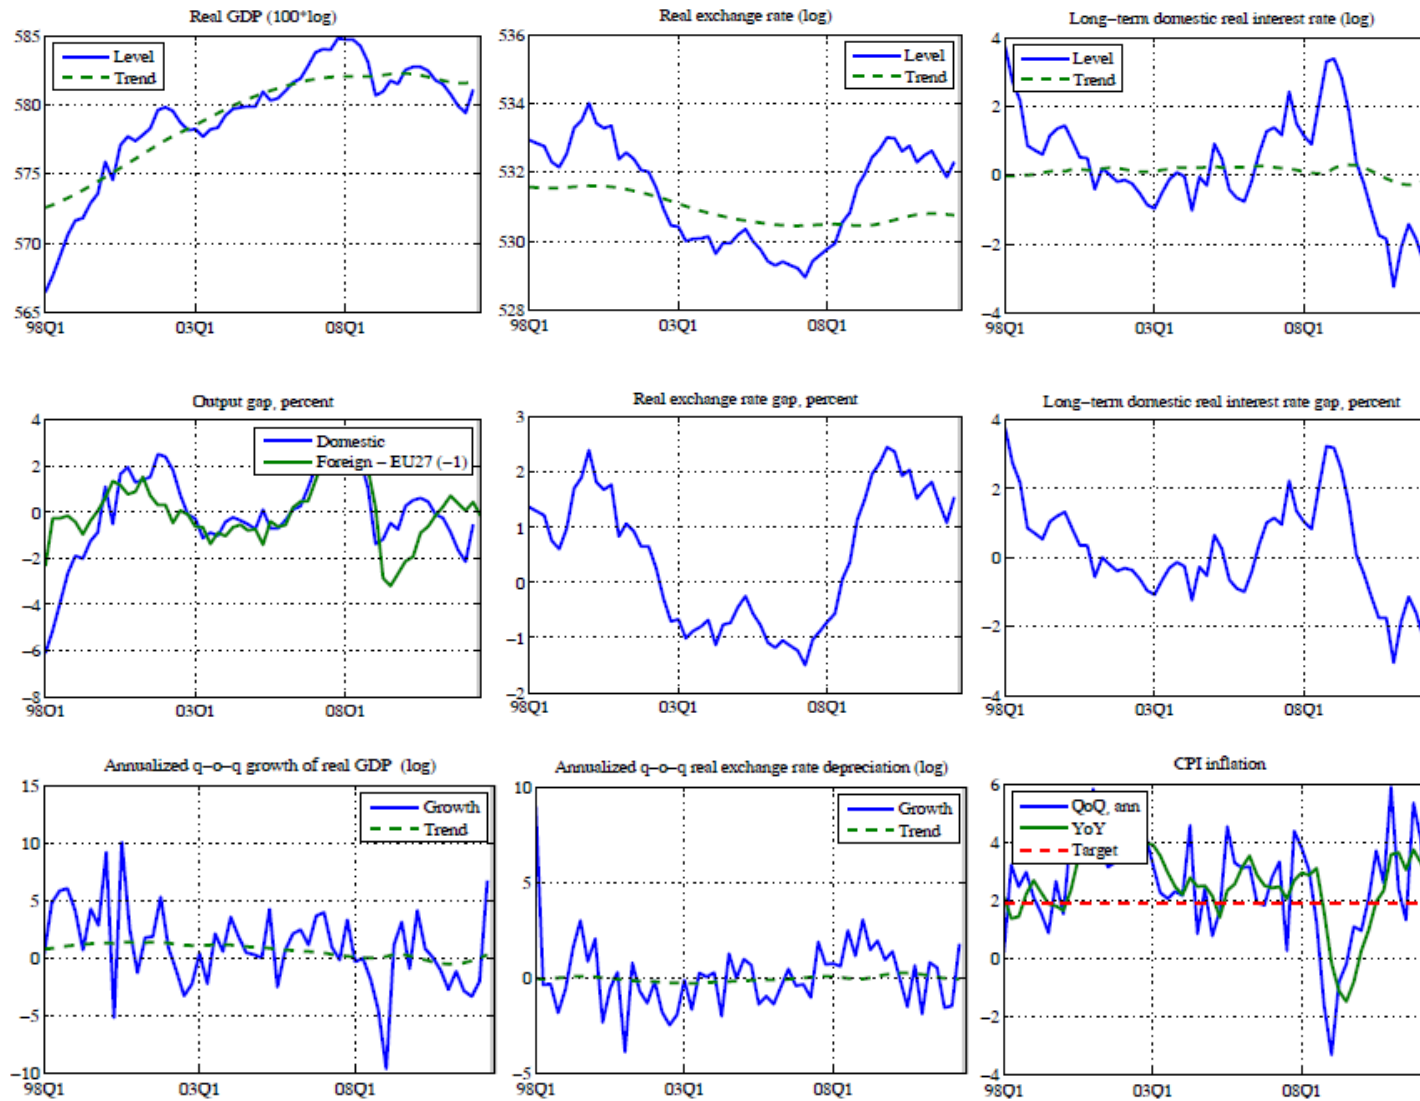 Real GDP (100*log)
585
580
575
570
565
98Q1
03Q1
08Q1
Level
Trend
Real exchange rate (log)
536
534
532
530
528
98Q1
03Q1
08Q1
Level
Trend
Long-term domestic real interest rate (log)
4
2
0
-2
-4
98Q1
03Q1
08Q1
Level
Trend
Output gap, percent
4
2
0
-2
-4
-6
-8
98Q1
03Q1
08Q1
Domestic
Foreign - EU27 (-1)
Real exchange rate gap, percent
3
2
1
0
-1
-2
98Q1
03Q1
08Q1
Long-term domestic real interest rate gap, percent
4
2
0
-2
-4
98Q1
03Q1
08Q1
Annualized q-o-q growth of real GDP (log)
15
10
5
0
-5
-10
98Q1
03Q1
08Q1
Growth
Trend
Annualized q-o-q real exchange rate depreciation (log)
10
5
0
-5
98Q1
03Q1
08Q1
Growth
Trend
CPI inflation
6
4
2
0
-2
-4
98Q1
03Q1
08Q1
QoQ, ann
YoY
Target